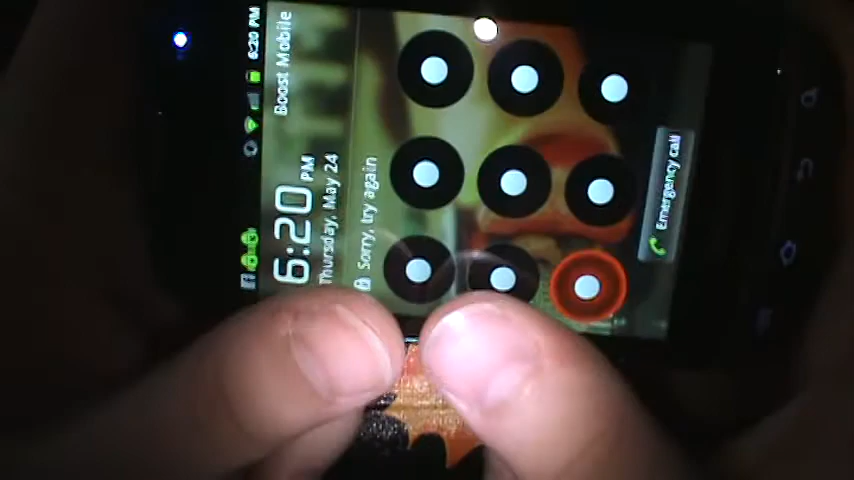 6:20 PM
Boost Mobile
6:20 PM
Thursday, May 24
Sorry, try again
Emergency call